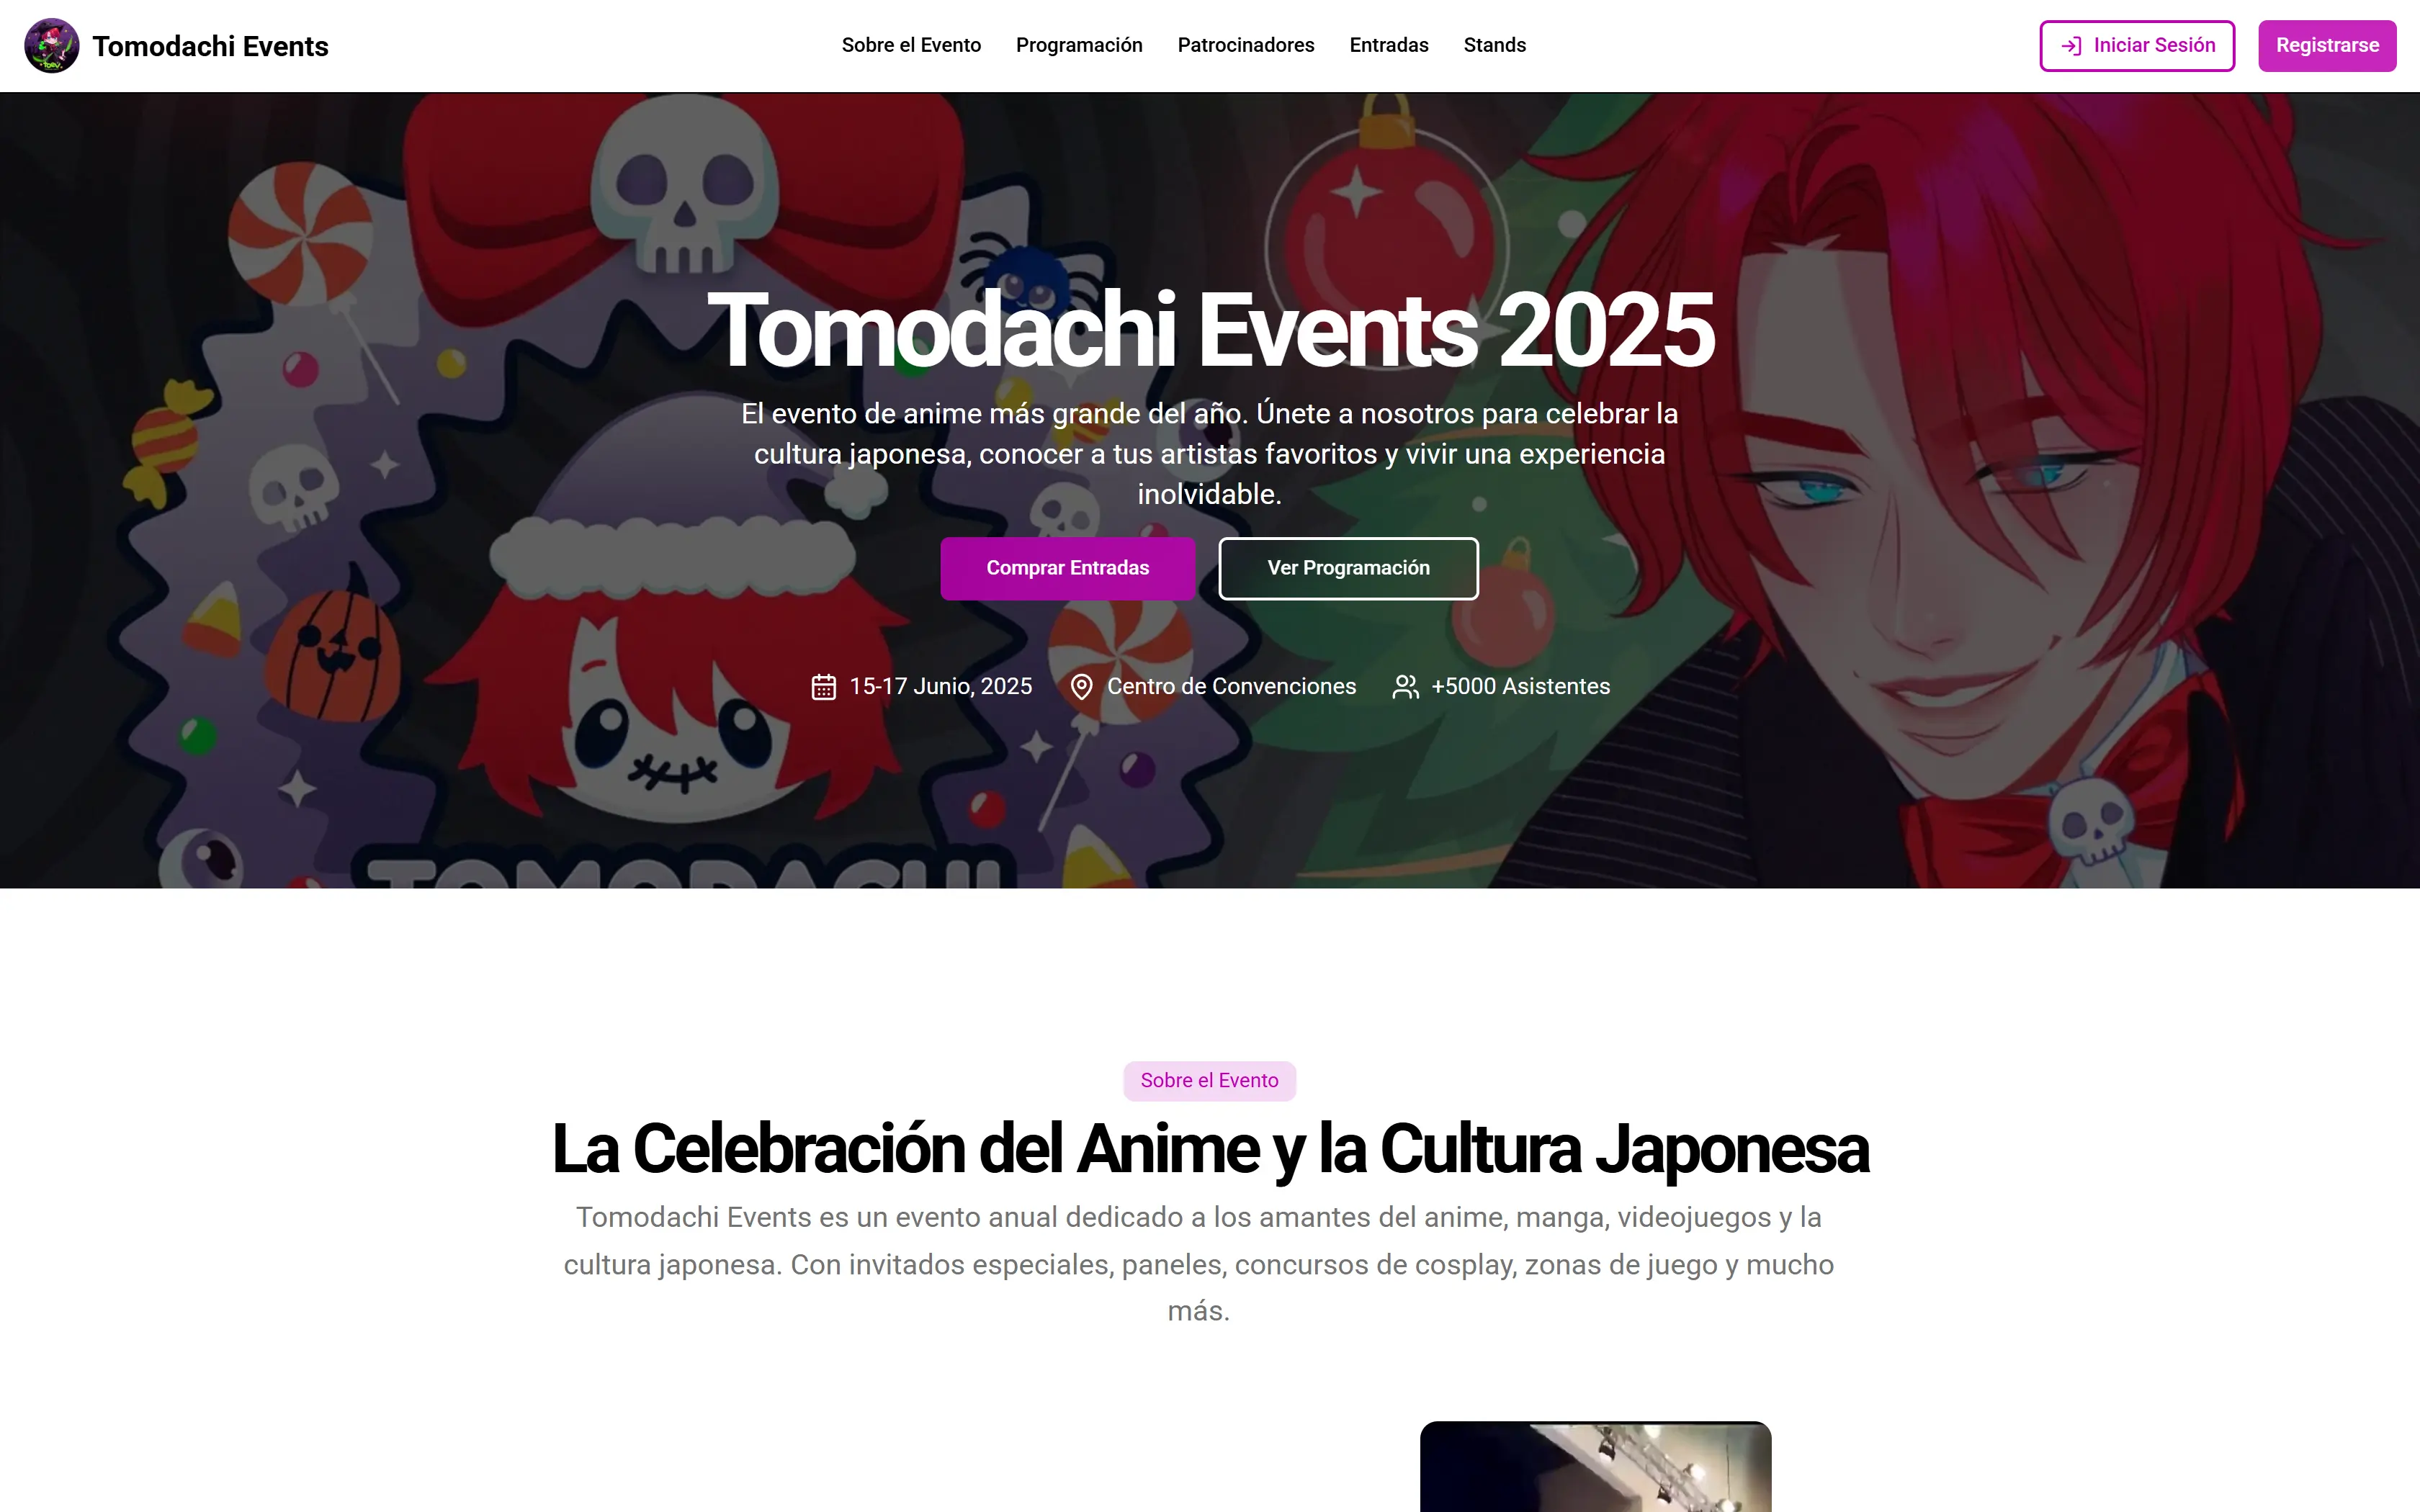 Tomodachi Events
Sobre el Evento
Programación
Patrocinadores
Entradas
Stands
Iniciar Sesión
Registrarse
Tomodachi Events 2025
El evento de anime más grande del año. Únete a nosotros para celebrar la
cultura japonesa, conocer a tus artistas favoritos y vivir una experiencia
inolvidable.
Comprar Entradas
Ver Programación
15-17 Junio, 2025
Centro de Convenciones
+5000 Asistentes
TOMODACHI
Sobre el Evento
La Celebración del Anime y la Cultura Japonesa
Tomodachi Events es un evento anual dedicado a los amantes del anime, manga, videojuegos y la
cultura japonesa. Con invitados especiales, paneles, concursos de cosplay, zonas de juego y mucho
más.